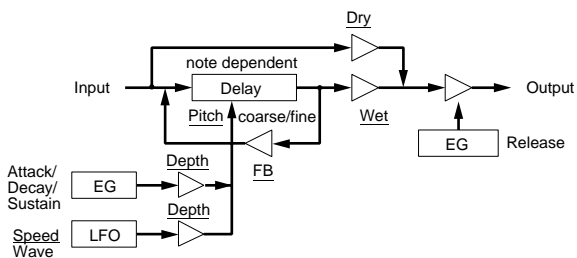 Dry
note dependent
Input
Delay
Output
Pitch coarse/fine
Wet
EG
Release
FB
Attack/
Decay/
Sustain
EG
Depth
Depth
Speed
Wave
LFO